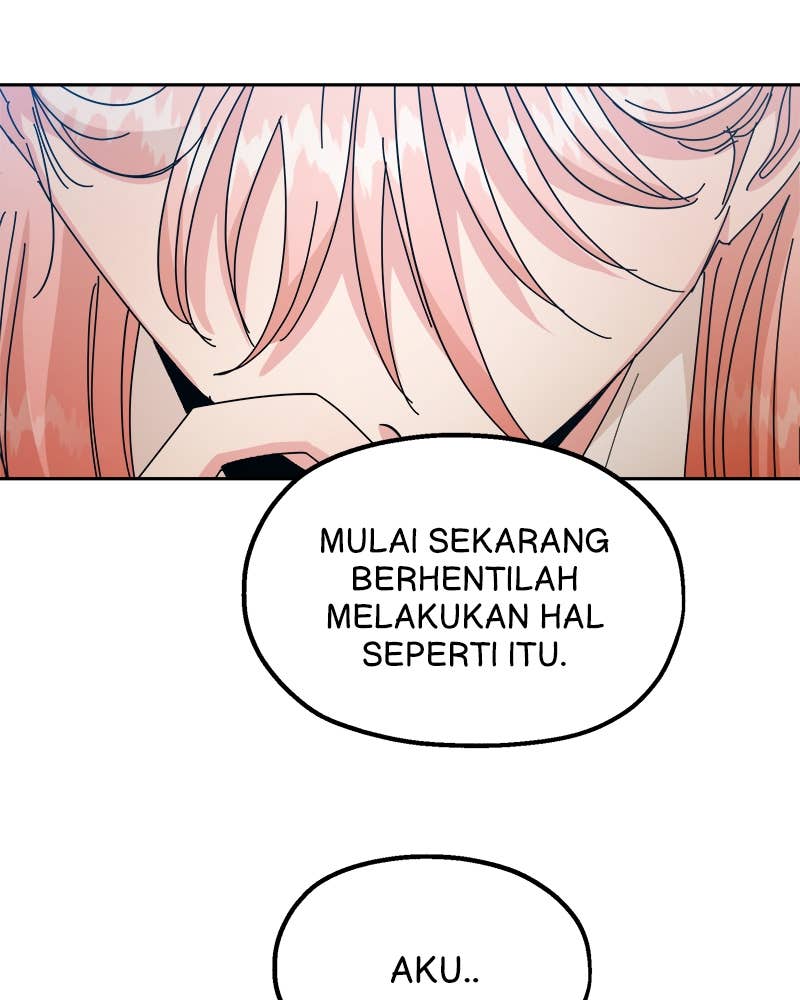 MULAI SEKARANG
BERHENTILAH
MELAKUKAN HAL
SEPERTI ITU.
AKU..